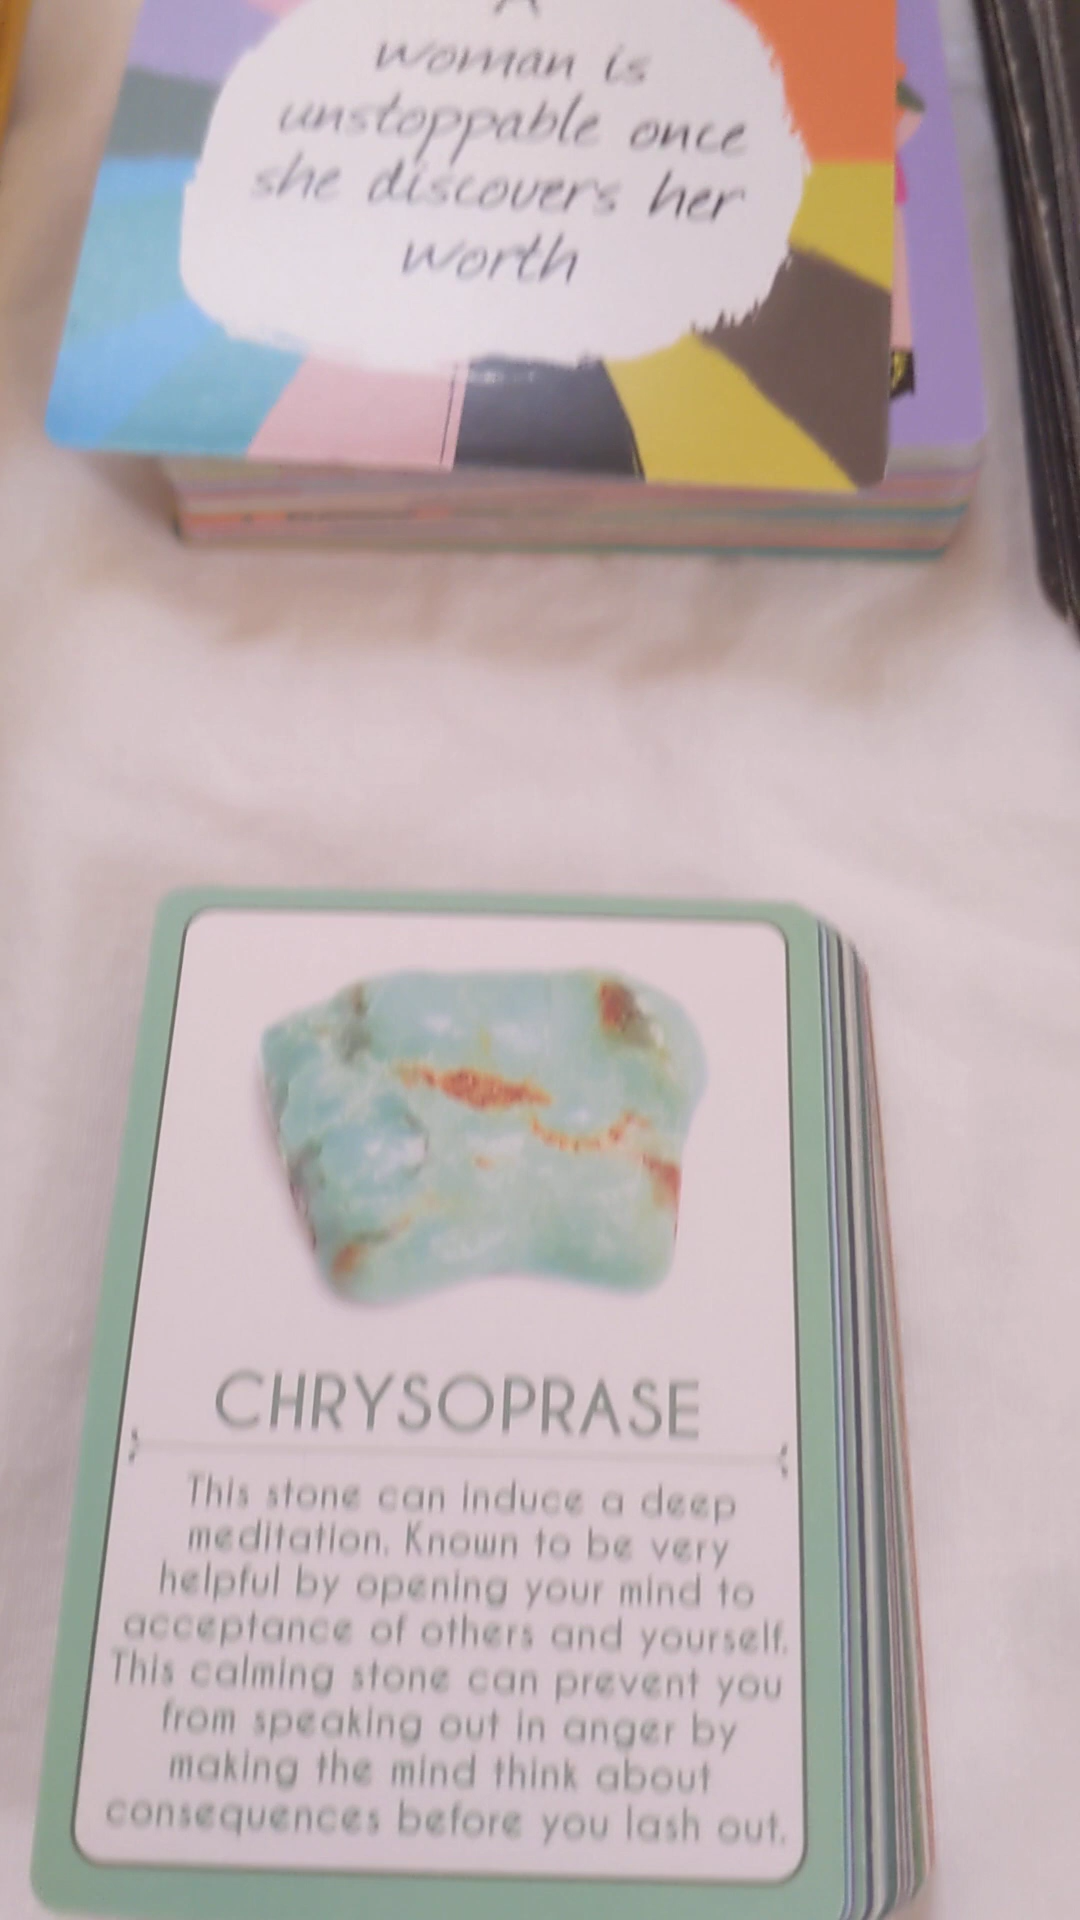 A
woman is
unstoppable once
she discovers her
worth
CHRYSOPRASE
This stone can induce a deep
meditation. Known to be very
helpful by opening your mind to
acceptance of others and yourself.
This calming stone can prevent you
from speaking out in anger by
making the mind think about
consequences before you lash out.